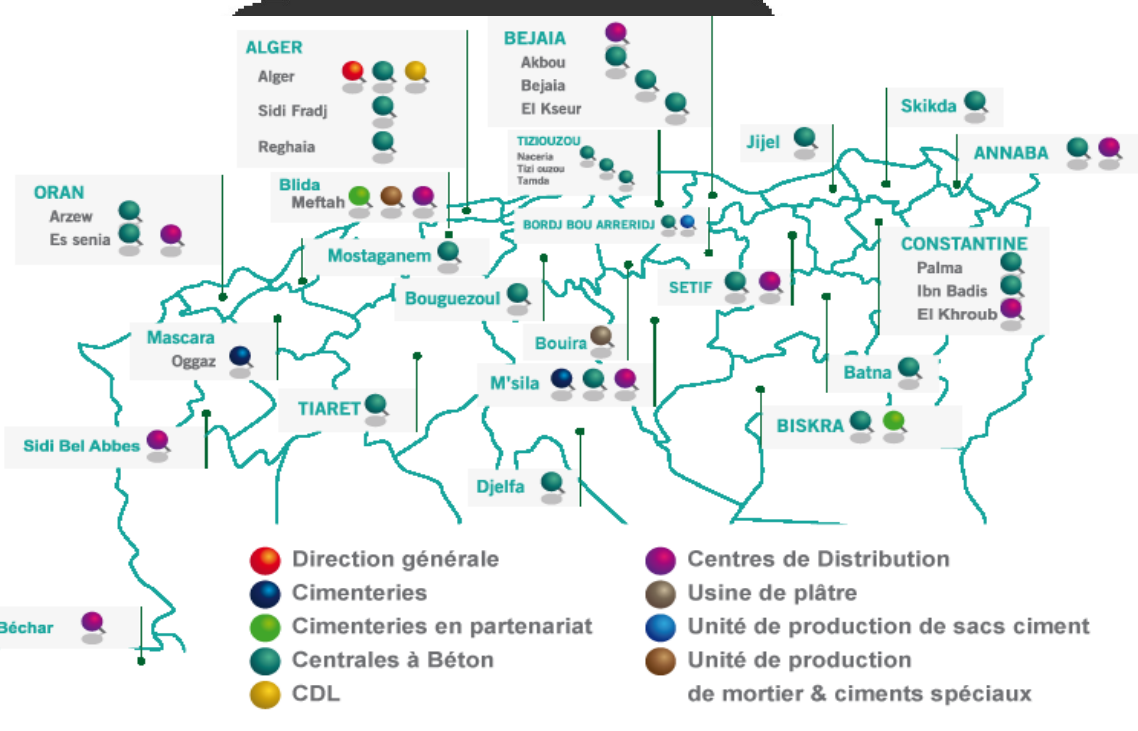 ALGER
Alger
Sidi Fradj
Reghaia
BEJAIA
Akbou
Bejaia
El Kseur
TIZIOUZOU
Naceria
Tizi ouzou
Tamda
Jijel
Skikda
ANNABA
ORAN
Arzew
Es senia
Blida
Meftah
BORDJ BOU ARRERIDJ
Mostaganem
CONSTANTINE
Palma
Ibn Badis
El Khroub
SETIF
Bouguezoul
Mascara
Oggaz
Bouira
M'sila
Batna
TIARET
BISKRA
Sidi Bel Abbes
Djelfa
Béchar
Direction générale
Cimenteries
Cimenteries en partenariat
Centrales à Béton
CDL
Centres de Distribution
Usine de plâtre
Unité de production de sacs ciment
Unité de production
de mortier & ciments spéciaux